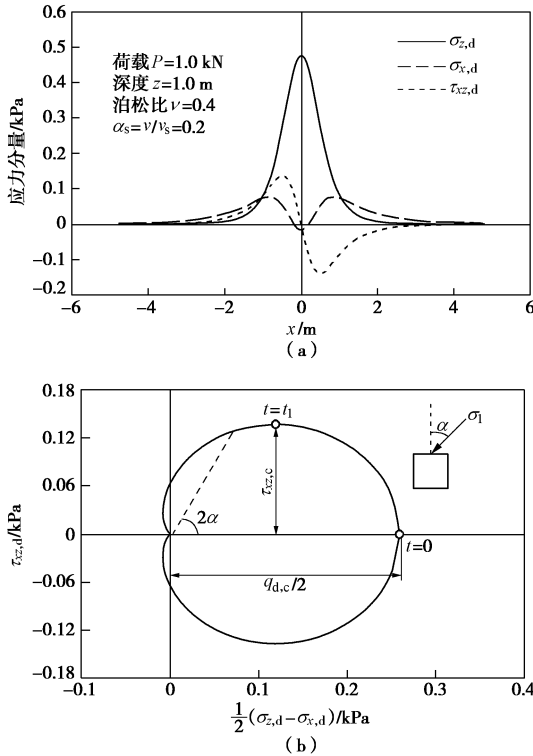 0.6
0.5
0.4
0.3
0.2
0.1
0
−0.1
−0.2
应力分量/kPa
荷载P=1.0 kN
深度z=1.0 m
泊松比ν=0.4
αs=v/vs=0.2
σz,d
σx,d
τxz,d
−6 −4 −2 0 2 4 6
x/m
(a)
0.18
0.12
0.06
0
−0.06
−0.12
−0.18
τxz,d/kPa
t=t1
τxz,c
2α
α
σ1
t=0
qd,c/2
−0.1 0 0.1 0.2 0.3 0.4
1/2(σz,d−σx,d)/kPa
(b)